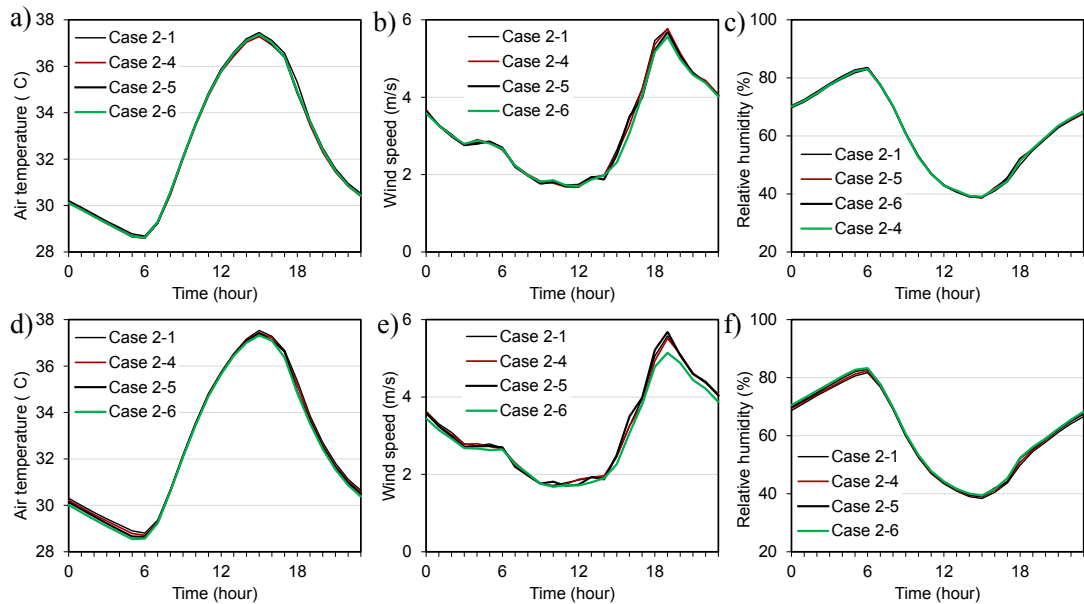 a)
Air temperature ( C)
38
36
34
32
30
28
Case 2-1
Case 2-4
Case 2-5
Case 2-6
0
6
12
18
Time (hour)
b)
Wind speed (m/s)
6
4
2
0
Case 2-1
Case 2-4
Case 2-5
Case 2-6
0
6
12
18
Time (hour)
c)
Relative humidity (%)
100
80
60
40
20
Case 2-1
Case 2-5
Case 2-6
Case 2-4
0
6
12
18
Time (hour)
d)
Air temperature ( C)
38
36
34
32
30
28
Case 2-1
Case 2-4
Case 2-5
Case 2-6
0
6
12
18
Time (hour)
e)
Wind speed (m/s)
6
4
2
0
Case 2-1
Case 2-4
Case 2-5
Case 2-6
0
6
12
18
Time (hour)
f)
Relative humidity (%)
100
80
60
40
20
Case 2-1
Case 2-4
Case 2-5
Case 2-6
0
6
12
18
Time (hour)